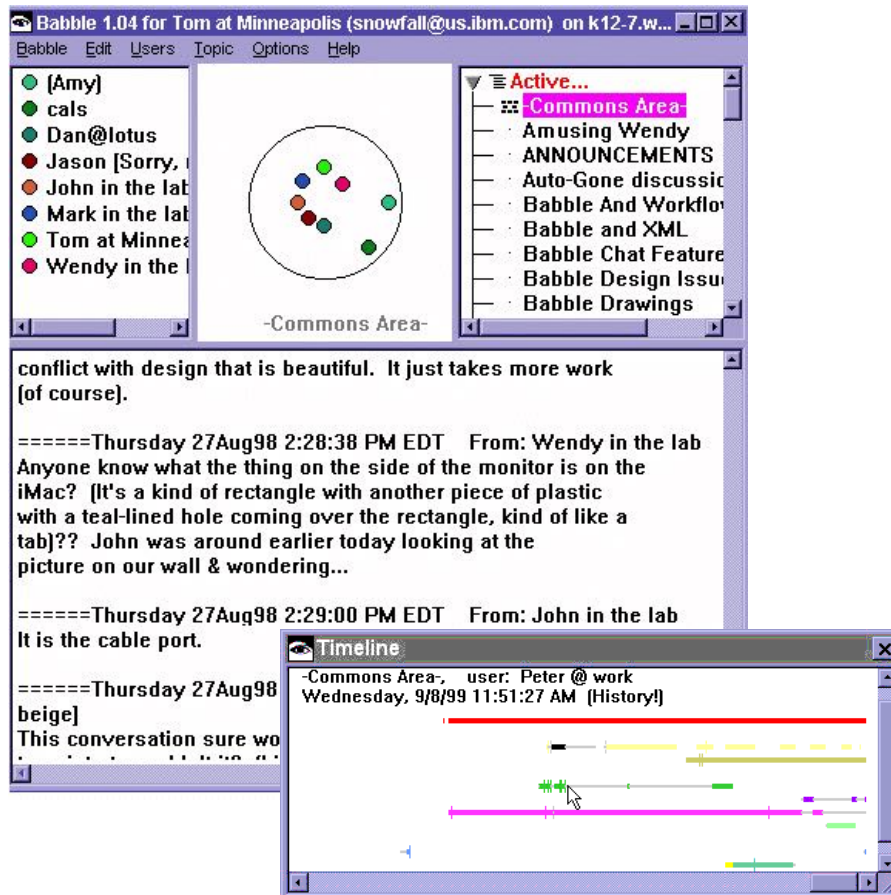 Babble 1.04 for Tom at Minneapolis (snowfall@us.ibm.com) on k12-7.w...
Babble Edit Users Topic Options Help
(Amy)
cals
Dan@lotus
Jason [Sorry,
John in the lab
Mark in the lab
Tom at Minnea
Wendy in the l
-Commons Area-
Active...
-Commons Area-
Amusing Wendy
ANNOUNCEMENTS
Auto-Gone discussio
Babble And Workflow
Babble and XML
Babble Chat Feature
Babble Design Issu
Babble Drawings
conflict with design that is beautiful. It just takes more work
(of course).
======Thursday 27Aug98 2:28:38 PM EDT From: Wendy in the lab
Anyone know what the thing on the side of the monitor is on the
iMac? (It's a kind of rectangle with another piece of plastic
with a teal-lined hole coming over the rectangle, kind of like a
tab)?? John was around earlier today looking at the
picture on our wall & wondering...
======Thursday 27Aug98 2:29:00 PM EDT From: John in the lab
It is the cable port.
======Thursday 27Aug98
beige]
This conversation sure wo
Timeline
-Commons Area-, user: Peter @ work
Wednesday, 9/8/99 11:51:27 AM (History!)